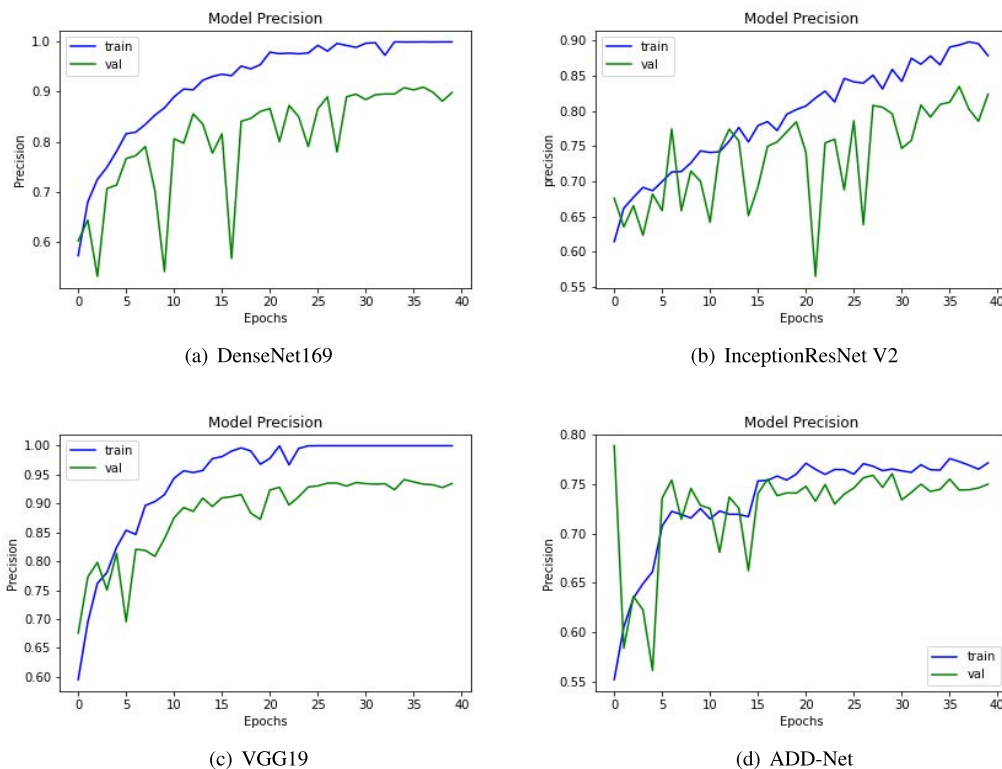 Model Precision
train
val
1.0
0.9
0.8
0.7
0.6
Precision
0 5 10 15 20 25 30 35 40
Epochs
(a) DenseNet169
Model Precision
train
val
0.90
0.85
0.80
0.75
0.70
0.65
0.60
0.55
precision
0 5 10 15 20 25 30 35 40
Epochs
(b) InceptionResNet V2
Model Precision
train
val
1.00
0.95
0.90
0.85
0.80
0.75
0.70
0.65
0.60
Precision
0 5 10 15 20 25 30 35 40
Epochs
(c) VGG19
Model Precision
0.80
0.75
0.70
0.65
0.60
0.55
Precision
train
val
0 5 10 15 20 25 30 35 40
Epochs
(d) ADD-Net